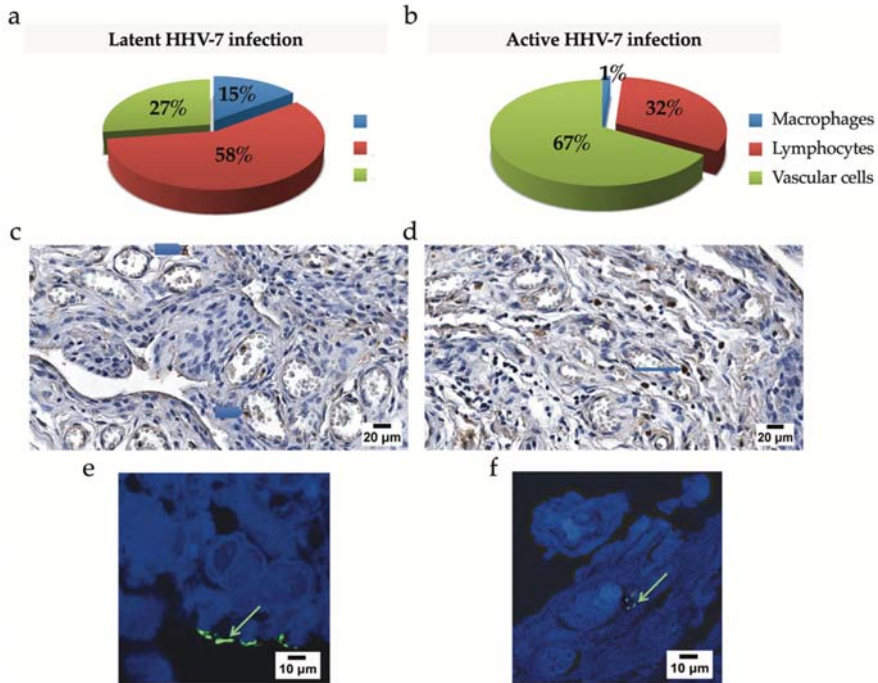 a
Latent HHV-7 infection
27%
15%
58%
b
Active HHV-7 infection
1%
32%
67%
Macrophages
Lymphocytes
Vascular cells
c
20 µm
d
20 µm
e
10 µm
f
10 µm